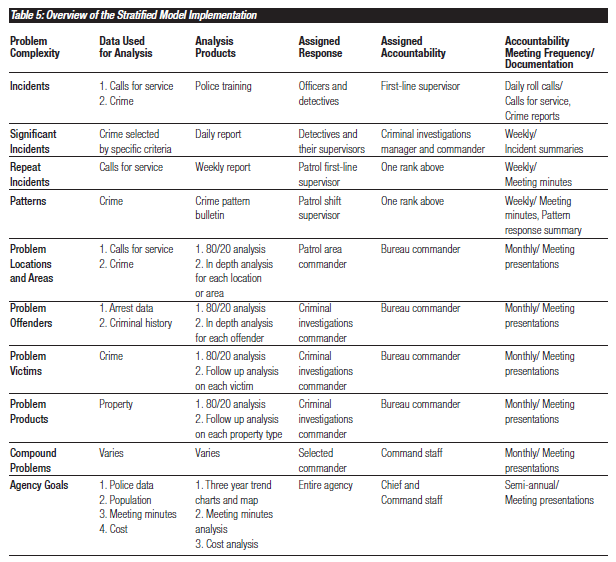 Table 5: Overview of the Stratified Model Implementation
Problem Complexity | Data Used for Analysis | Analysis Products | Assigned Response | Assigned Accountability | Accountability Meeting Frequency/ Documentation
Incidents | 1. Calls for service 2. Crime | Police training | Officers and detectives | First-line supervisor | Daily roll calls/ Calls for service, Crime reports
Significant Incidents | Crime selected by specific criteria | Daily report | Detectives and their supervisors | Criminal investigations manager and commander | Weekly/ Incident summaries
Repeat Incidents | Calls for service | Weekly report | Patrol first-line supervisor | One rank above | Weekly/ Meeting minutes
Patterns | Crime | Crime pattern bulletin | Patrol shift supervisor | One rank above | Weekly/ Meeting minutes, Pattern response summary
Problem Locations and Areas | 1. Calls for service 2. Crime | 1. 80/20 analysis 2. In depth analysis for each location or area | Patrol area commander | Bureau commander | Monthly/ Meeting presentations
Problem Offenders | 1. Arrest data 2. Criminal history | 1. 80/20 analysis 2. In depth analysis for each offender | Criminal investigations commander | Bureau commander | Monthly/ Meeting presentations
Problem Victims | Crime | 1. 80/20 analysis 2. Follow up analysis on each victim | Criminal investigations commander | Bureau commander | Monthly/ Meeting presentations
Problem Products | Property | 1. 80/20 analysis 2. Follow up analysis on each property type | Criminal investigations commander | Bureau commander | Monthly/ Meeting presentations
Compound Problems | Varies | Varies | Selected commander | Command staff | Monthly/ Meeting presentations
Agency Goals | 1. Police data 2. Population 3. Meeting minutes 4. Cost | 1. Three year trend charts and map 2. Meeting minutes analysis 3. Cost analysis | Entire agency | Chief and Command staff | Semi-annual/ Meeting presentations